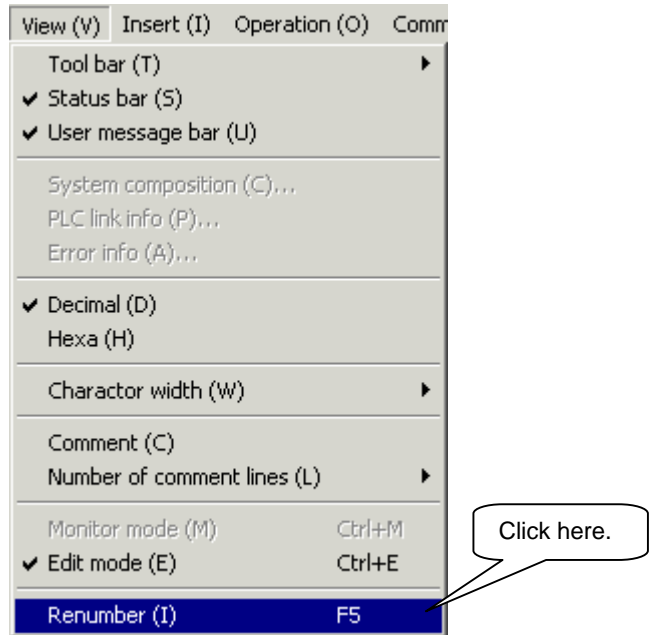 View (V) Insert (I) Operation (O) Comm
Tool bar (T)
Status bar (S)
User message bar (U)
System composition (C)...
PLC link info (P)...
Error info (A)...
Decimal (D)
Hexa (H)
Charactor width (W)
Comment (C)
Number of comment lines (L)
Monitor mode (M) Ctrl+M
Edit mode (E) Ctrl+E
Click here.
Renumber (I) F5